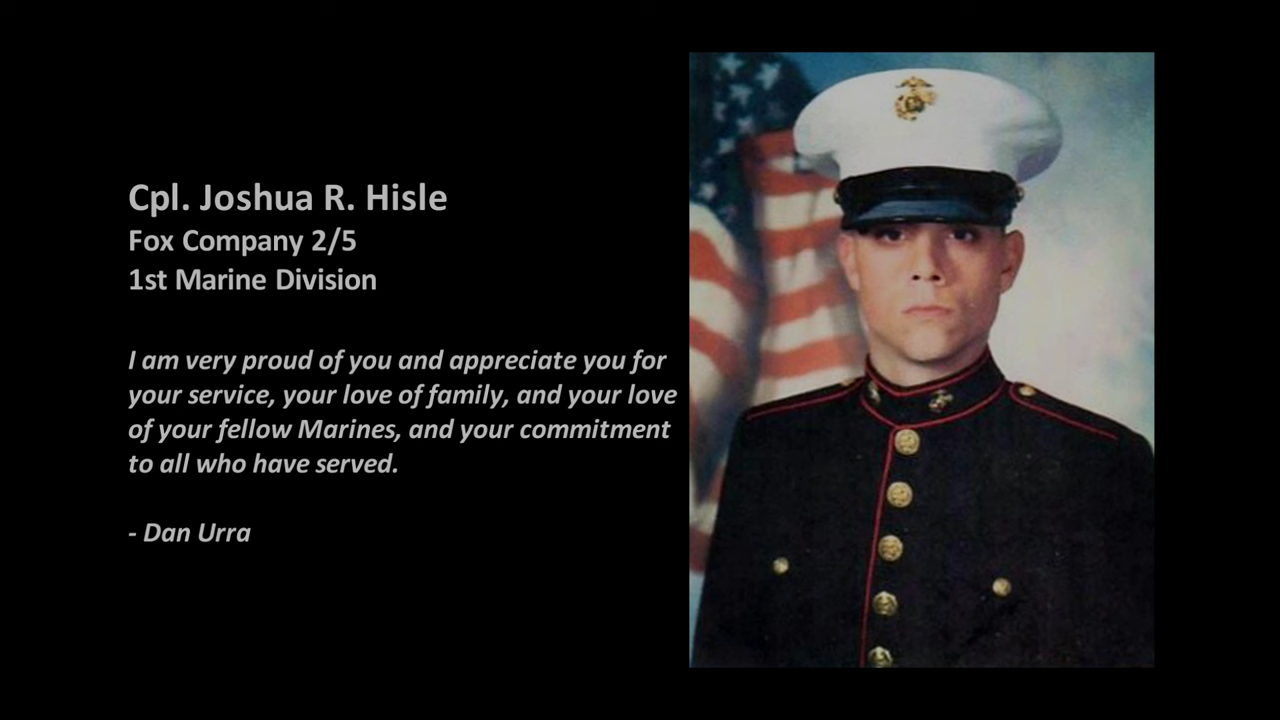 Cpl. Joshua R. Hisle
Fox Company 2/5
1st Marine Division
I am very proud of you and appreciate you for
your service, your love of family, and your love
of your fellow Marines, and your commitment
to all who have served.
- Dan Urra